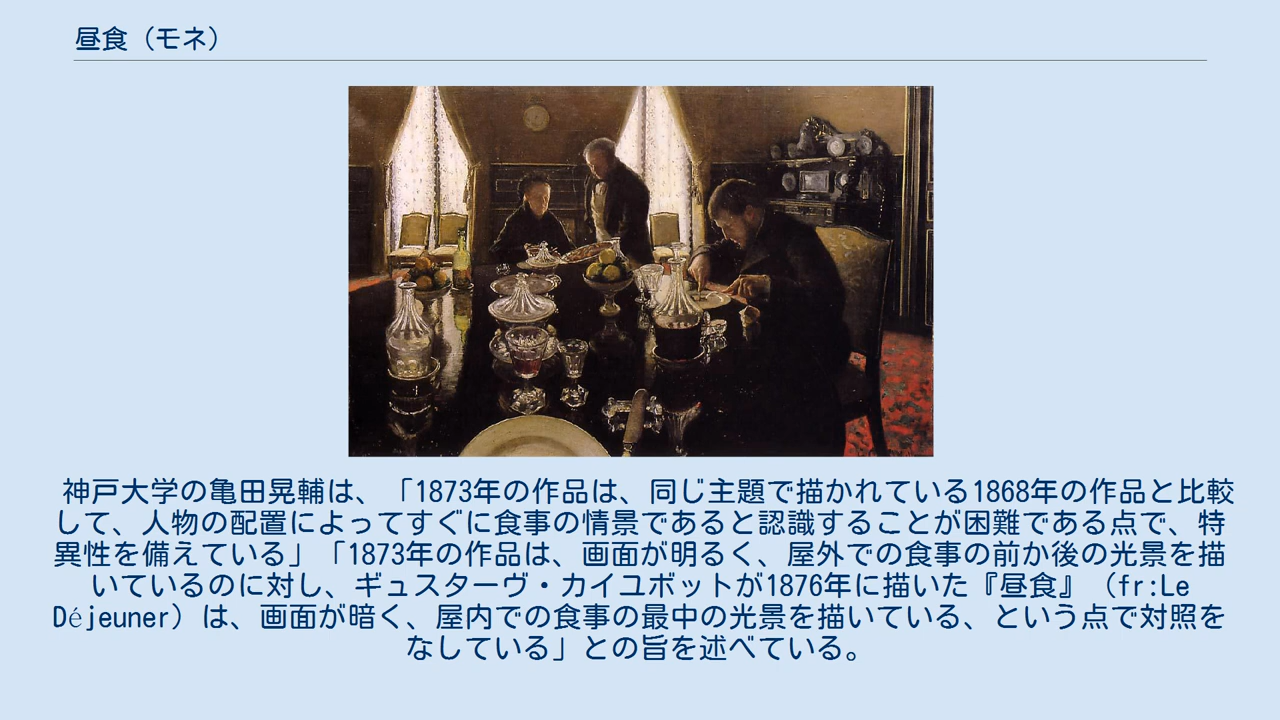 昼食（モネ）
神戸大学の亀田晃輔は、「1873年の作品は、同じ主題で描かれている1868年の作品と比較
して、人物の配置によってすぐに食事の情景であると認識することが困難である点で、特
異性を備えている」「1873年の作品は、画面が明るく、屋外での食事の前か後の光景を描
いているのに対し、ギュスターヴ・カイユボットが1876年に描いた『昼食』（fr:Le
Déjeuner）は、画面が暗く、屋内での食事の最中の光景を描いている、という点で対照を
なしている」との旨を述べている。